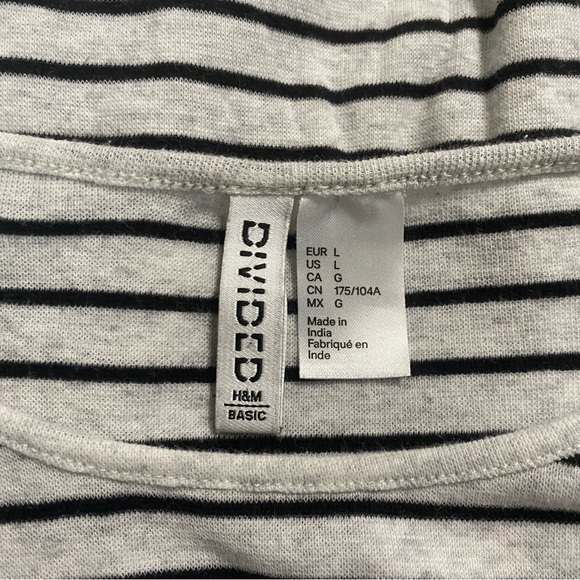 DIVIDED
H&M
BASIC
EUR L
US L
CA G
CN 175/104A
MX G
Made in
India
Fabriqué en
Inde